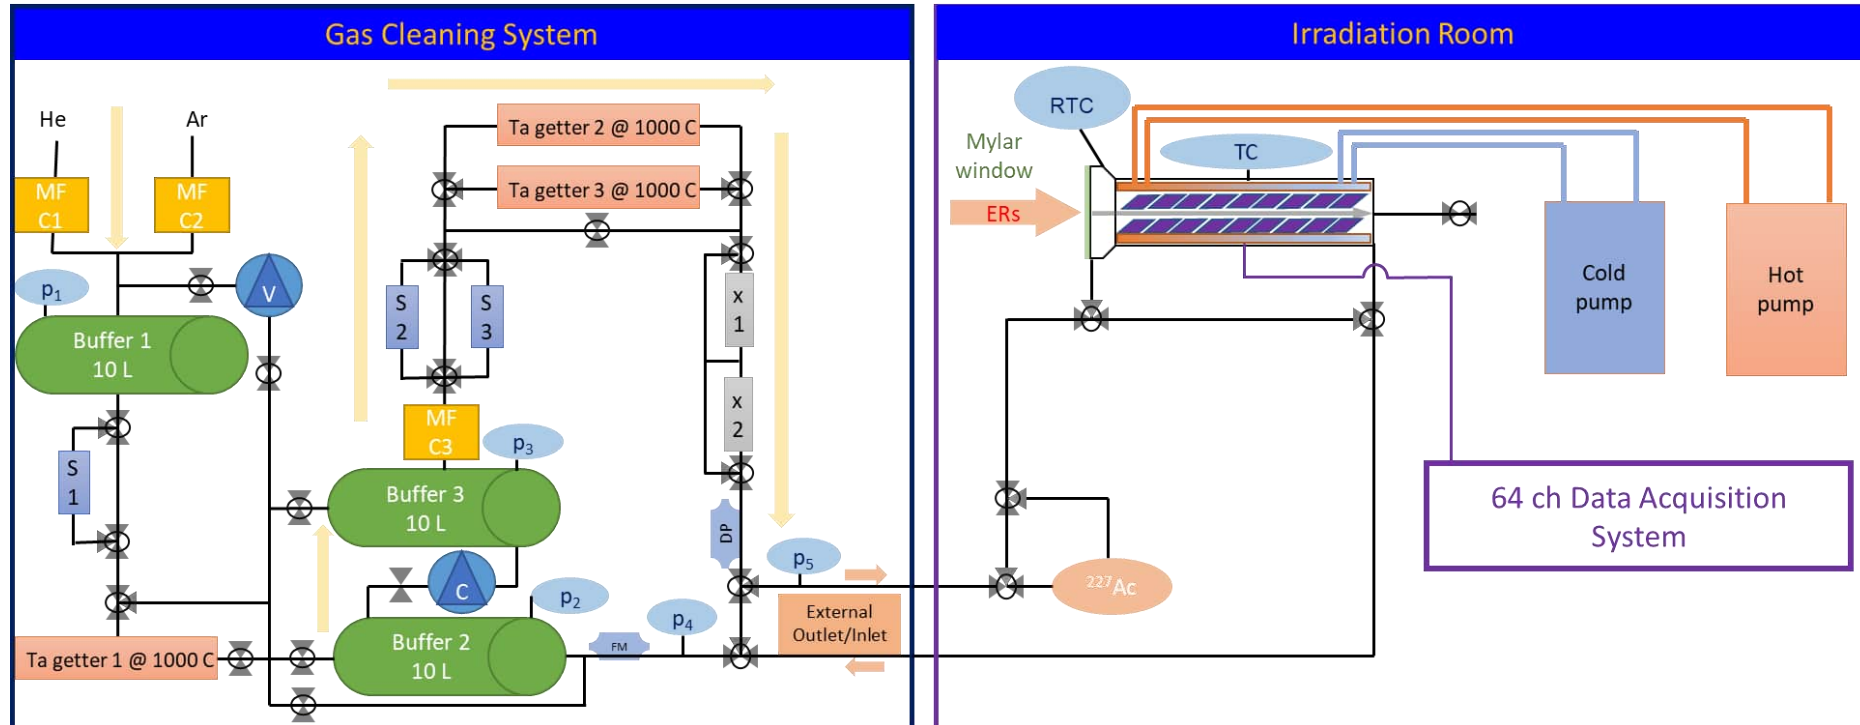 Gas Cleaning System
He
Ar
MF
C1
MF
C2
p1
V
Buffer 1
10 L
S
1
Ta getter 1 @ 1000 C
Ta getter 2 @ 1000 C
Ta getter 3 @ 1000 C
S
2
S
3
MF
C3
p3
Buffer 3
10 L
C
p2
Buffer 2
10 L
FM
p4
x
1
x
2
DP
p5
External
Outlet/Inlet
Irradiation Room
RTC
Mylar
window
ERs
TC
Cold
pump
Hot
pump
64 ch Data Acquisition
System
227Ac